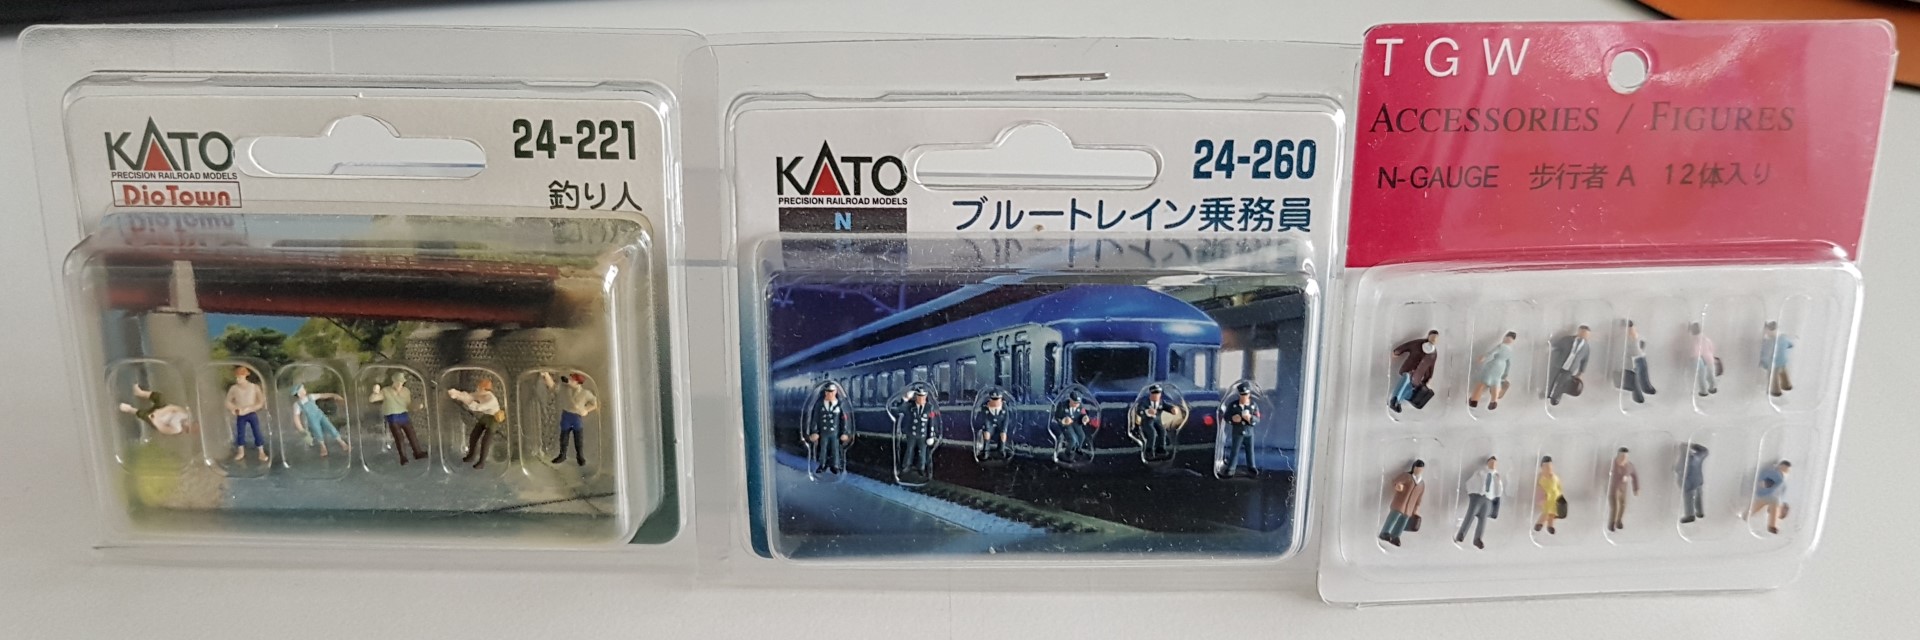 KATO
PRECISION RAILROAD MODELS
DioTown
24-221
釣り人
KATO
PRECISION RAILROAD MODELS
N
24-260
ブルートレイン乗務員
TGW
ACCESSORIES / FIGURES
N-GAUGE 歩行者 A 12体入り